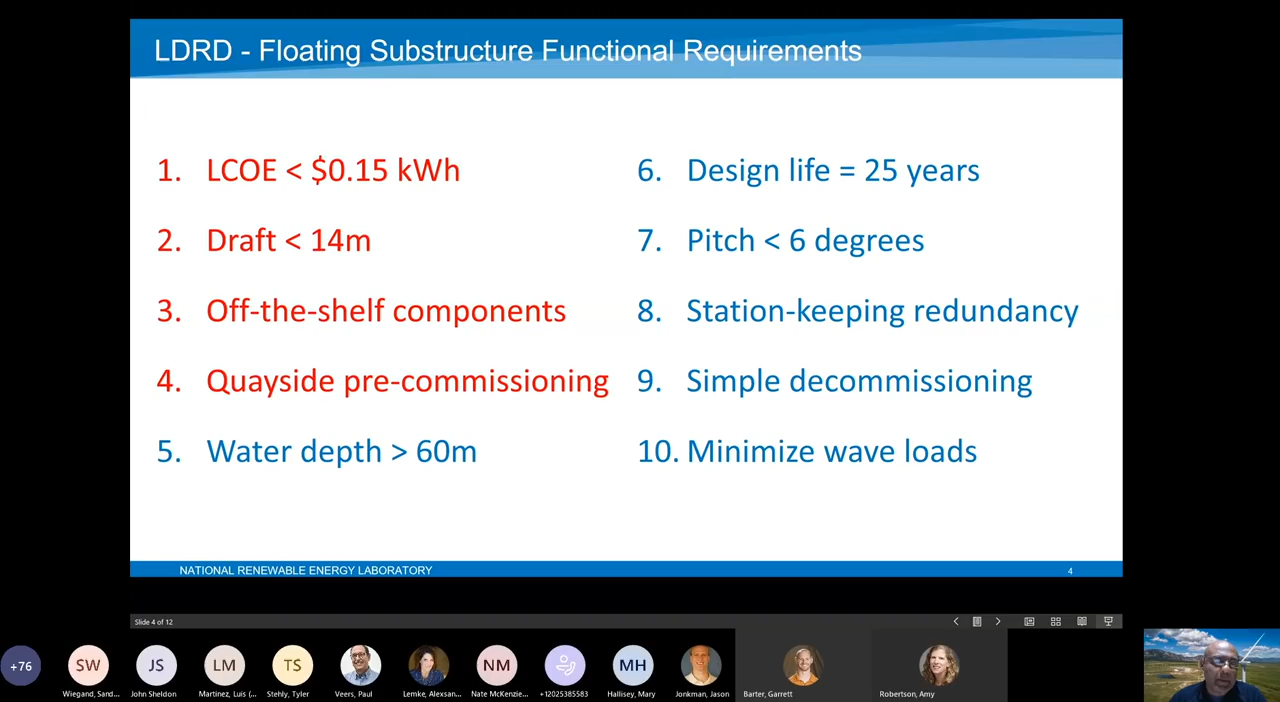 LDRD - Floating Substructure Functional Requirements
1. LCOE < $0.15 kWh
2. Draft < 14m
3. Off-the-shelf components
4. Quayside pre-commissioning
5. Water depth > 60m
6. Design life = 25 years
7. Pitch < 6 degrees
8. Station-keeping redundancy
9. Simple decommissioning
10. Minimize wave loads
NATIONAL RENEWABLE ENERGY LABORATORY
4
Slide 4 of 12
+76
SW
JS
LM
TS
NM
MH
Wiegand, Sand...
John Sheldon
Martinez, Luis (...
Stehly, Tyler
Veers, Paul
Lemke, Alexsan...
Nate McKenzie...
+12025385583
Hallisey, Mary
Jonkman, Jason
Barter, Garrett
Robertson, Amy